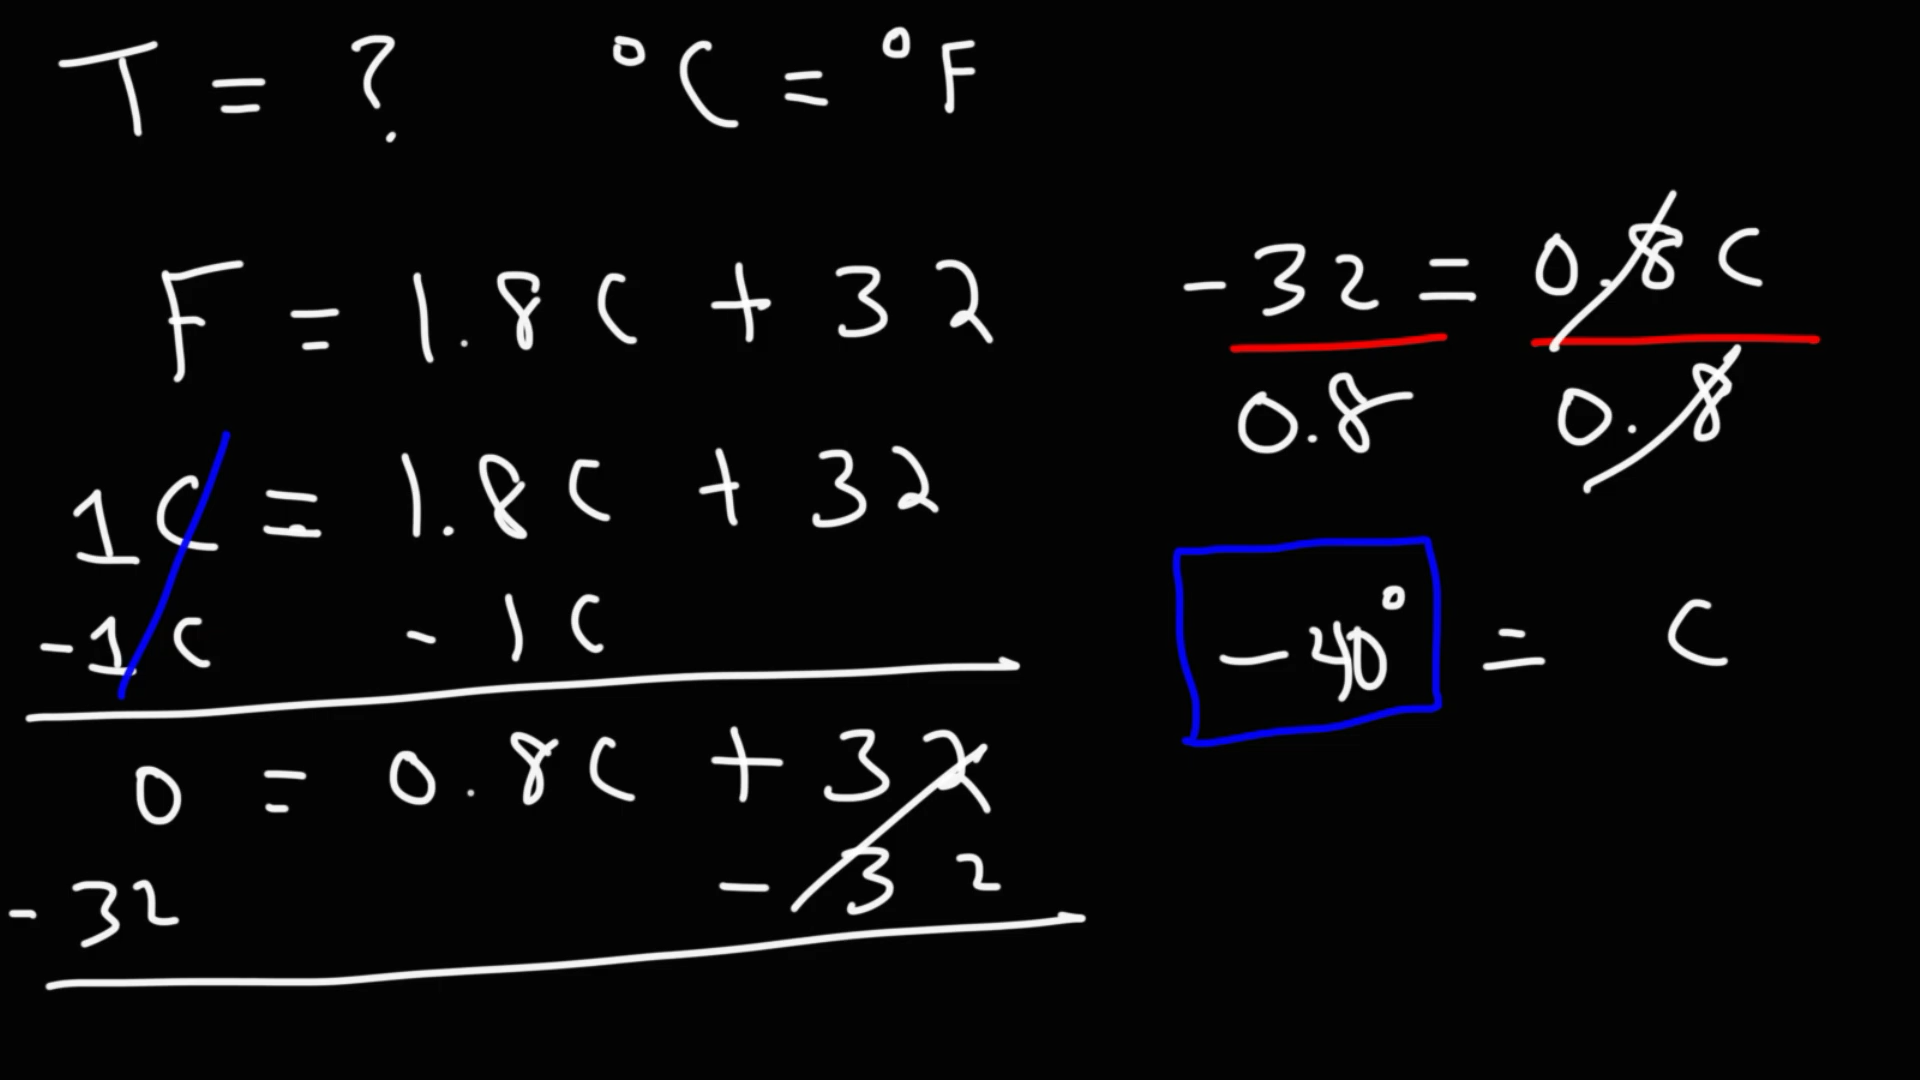 T = ? °C = °F
F = 1.8C + 32
1C = 1.8C + 32
-1C - 1C
0 = 0.8C + 32
-32 - 32
-32 = 0.8C
0.8 0.8
-40° = C